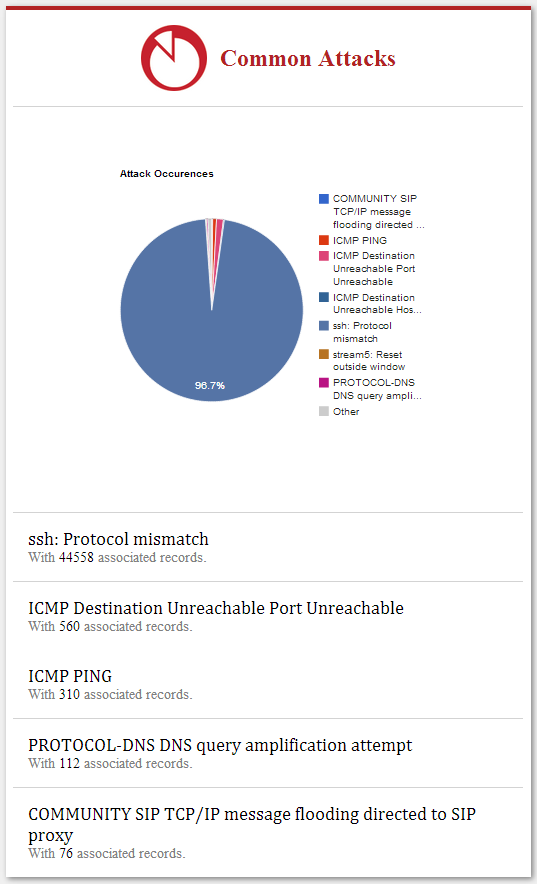 Common Attacks
Attack Occurences
COMMUNITY SIP
TCP/IP message
flooding directed ...
ICMP PING
ICMP Destination
Unreachable Port
Unreachable
ICMP Destination
Unreachable Hos...
ssh: Protocol
mismatch
stream5: Reset
outside window
PROTOCOL-DNS
DNS query ampli...
Other
96.7%
ssh: Protocol mismatch
With 44558 associated records.
ICMP Destination Unreachable Port Unreachable
With 560 associated records.
ICMP PING
With 310 associated records.
PROTOCOL-DNS DNS query amplification attempt
With 112 associated records.
COMMUNITY SIP TCP/IP message flooding directed to SIP
proxy
With 76 associated records.